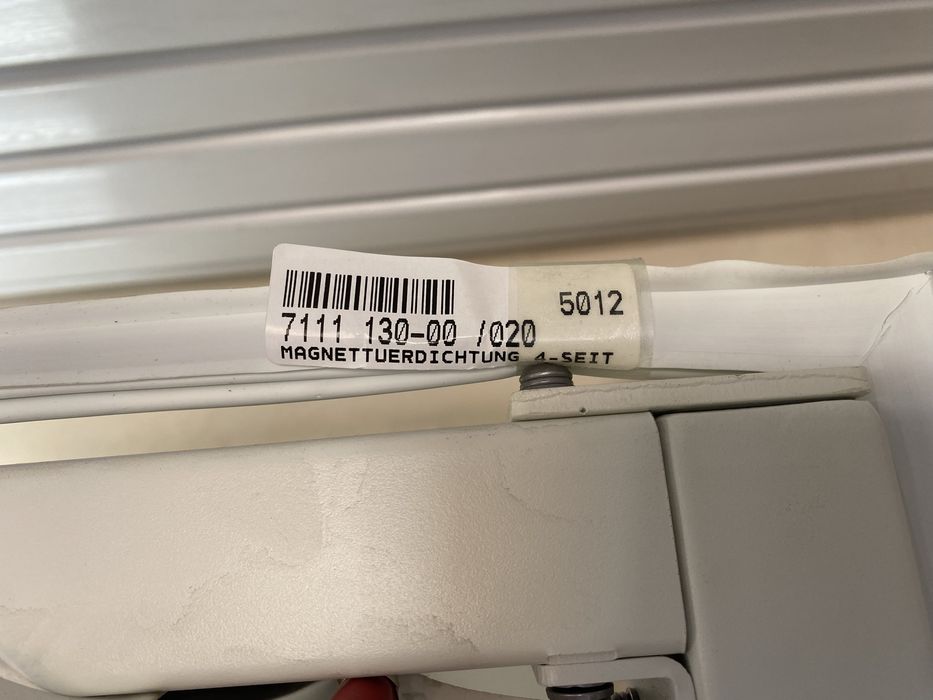 5012
7111 130-00 /020
MAGNETTUERDICHTUNG 4-SEIT